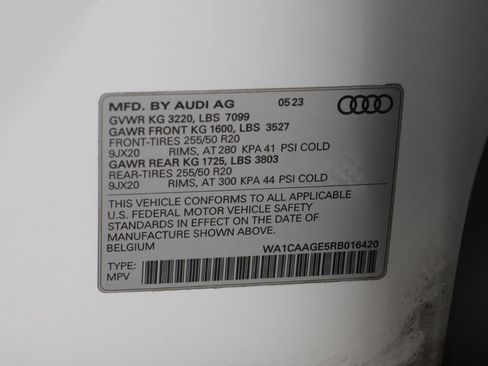 MFD. BY AUDI AG 05 23
GVWR KG 3220, LBS 7099
GAWR FRONT KG 1600, LBS 3527
FRONT-TIRES 255/50 R20
9JX20 RIMS, AT 280 KPA 41 PSI COLD
GAWR REAR KG 1725, LBS 3803
REAR-TIRES 255/50 R20
9JX20 RIMS, AT 300 KPA 44 PSI COLD
THIS VEHICLE CONFORMS TO ALL APPLICABLE
U.S. FEDERAL MOTOR VEHICLE SAFETY
STANDARDS IN EFFECT ON THE DATE OF
MANUFACTURE SHOWN ABOVE.
BELGIUM WA1CAAGE5RB016420
TYPE:
MPV